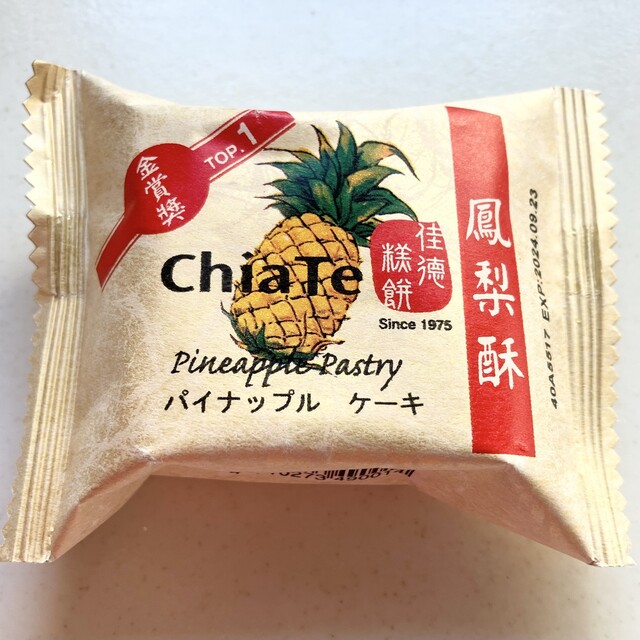 金賞獎
TOP.1
ChiaTe
佳德
糕餅
Since 1975
Pineapple Pastry
パイナップル ケーキ
鳳梨酥
40A5817 EXP:2024.09.23